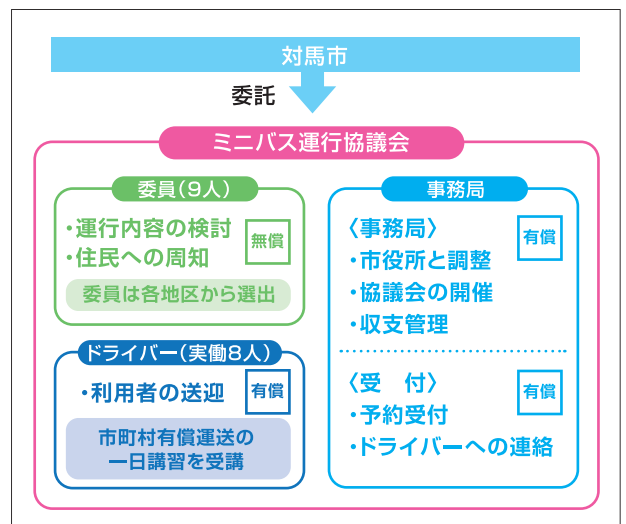 対馬市
委託
ミニバス運行協議会
委員(9人)
・運行内容の検討
・住民への周知
無償
委員は各地区から選出
ドライバー(実働8人)
・利用者の送迎
有償
市町村有償運送の
一日講習を受講
事務局
〈事務局〉
有償
・市役所と調整
・協議会の開催
・収支管理
〈受　付〉
有償
・予約受付
・ドライバーへの連絡